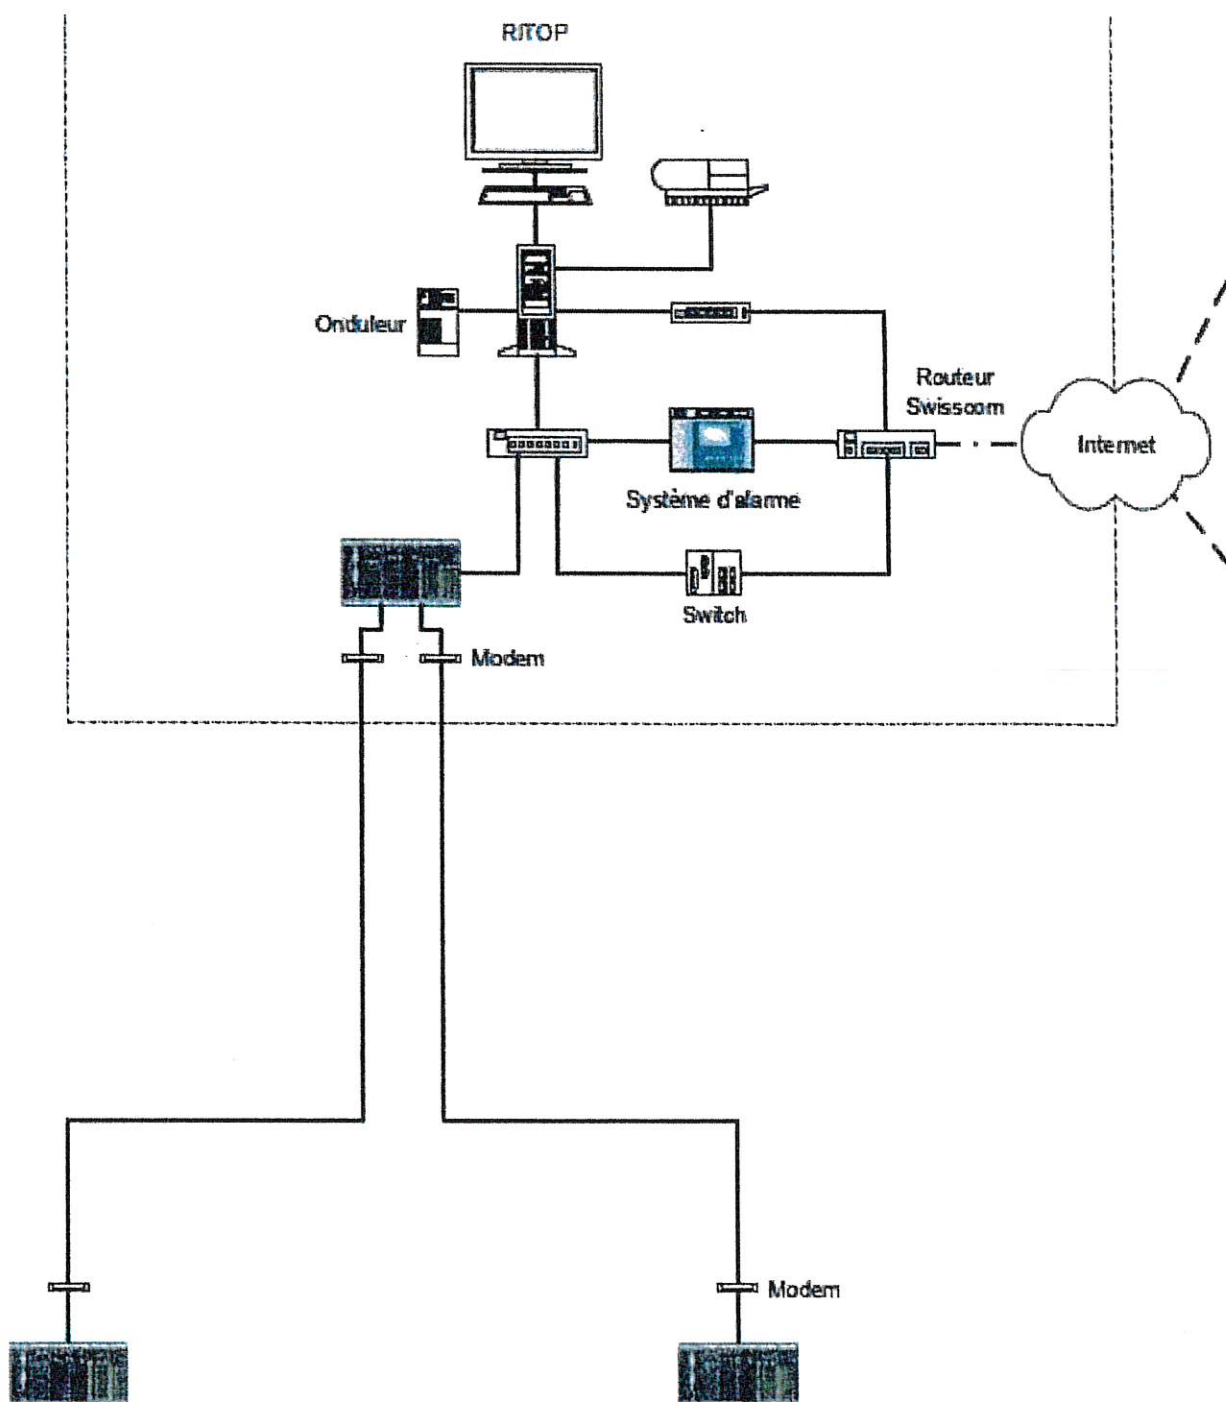 RITOP
Onduleur
Routeur
Swisscom
Internet
Système d'alarme
Switch
Modem
Modem